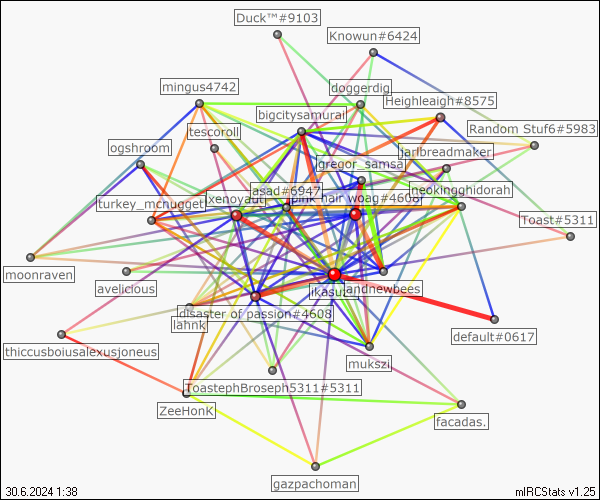 Duck™#9103
Knowun#6424
mingus4742
doggerdig
Heighleigh#8575
bigcitysamurai
tescoroll
Random Stuf6#5983
ogshroom
jarlbreadmaker
gregor_samsa
asad#6947
neokingghidorah
turkey_mcnugget
xenoyaut
pink hair woag#4608
Toast#5311
moonraven
avelicious
ikasu
andnewbees
disaster of passion#4608
lahnk
default#0617
thiccusboiusalexusjoneus
mukszi
ToastephBroseph5311#5311
ZeeHonk
facadas.
gazpachoman
30.6.2024 1:38
mIRCStats v1.25